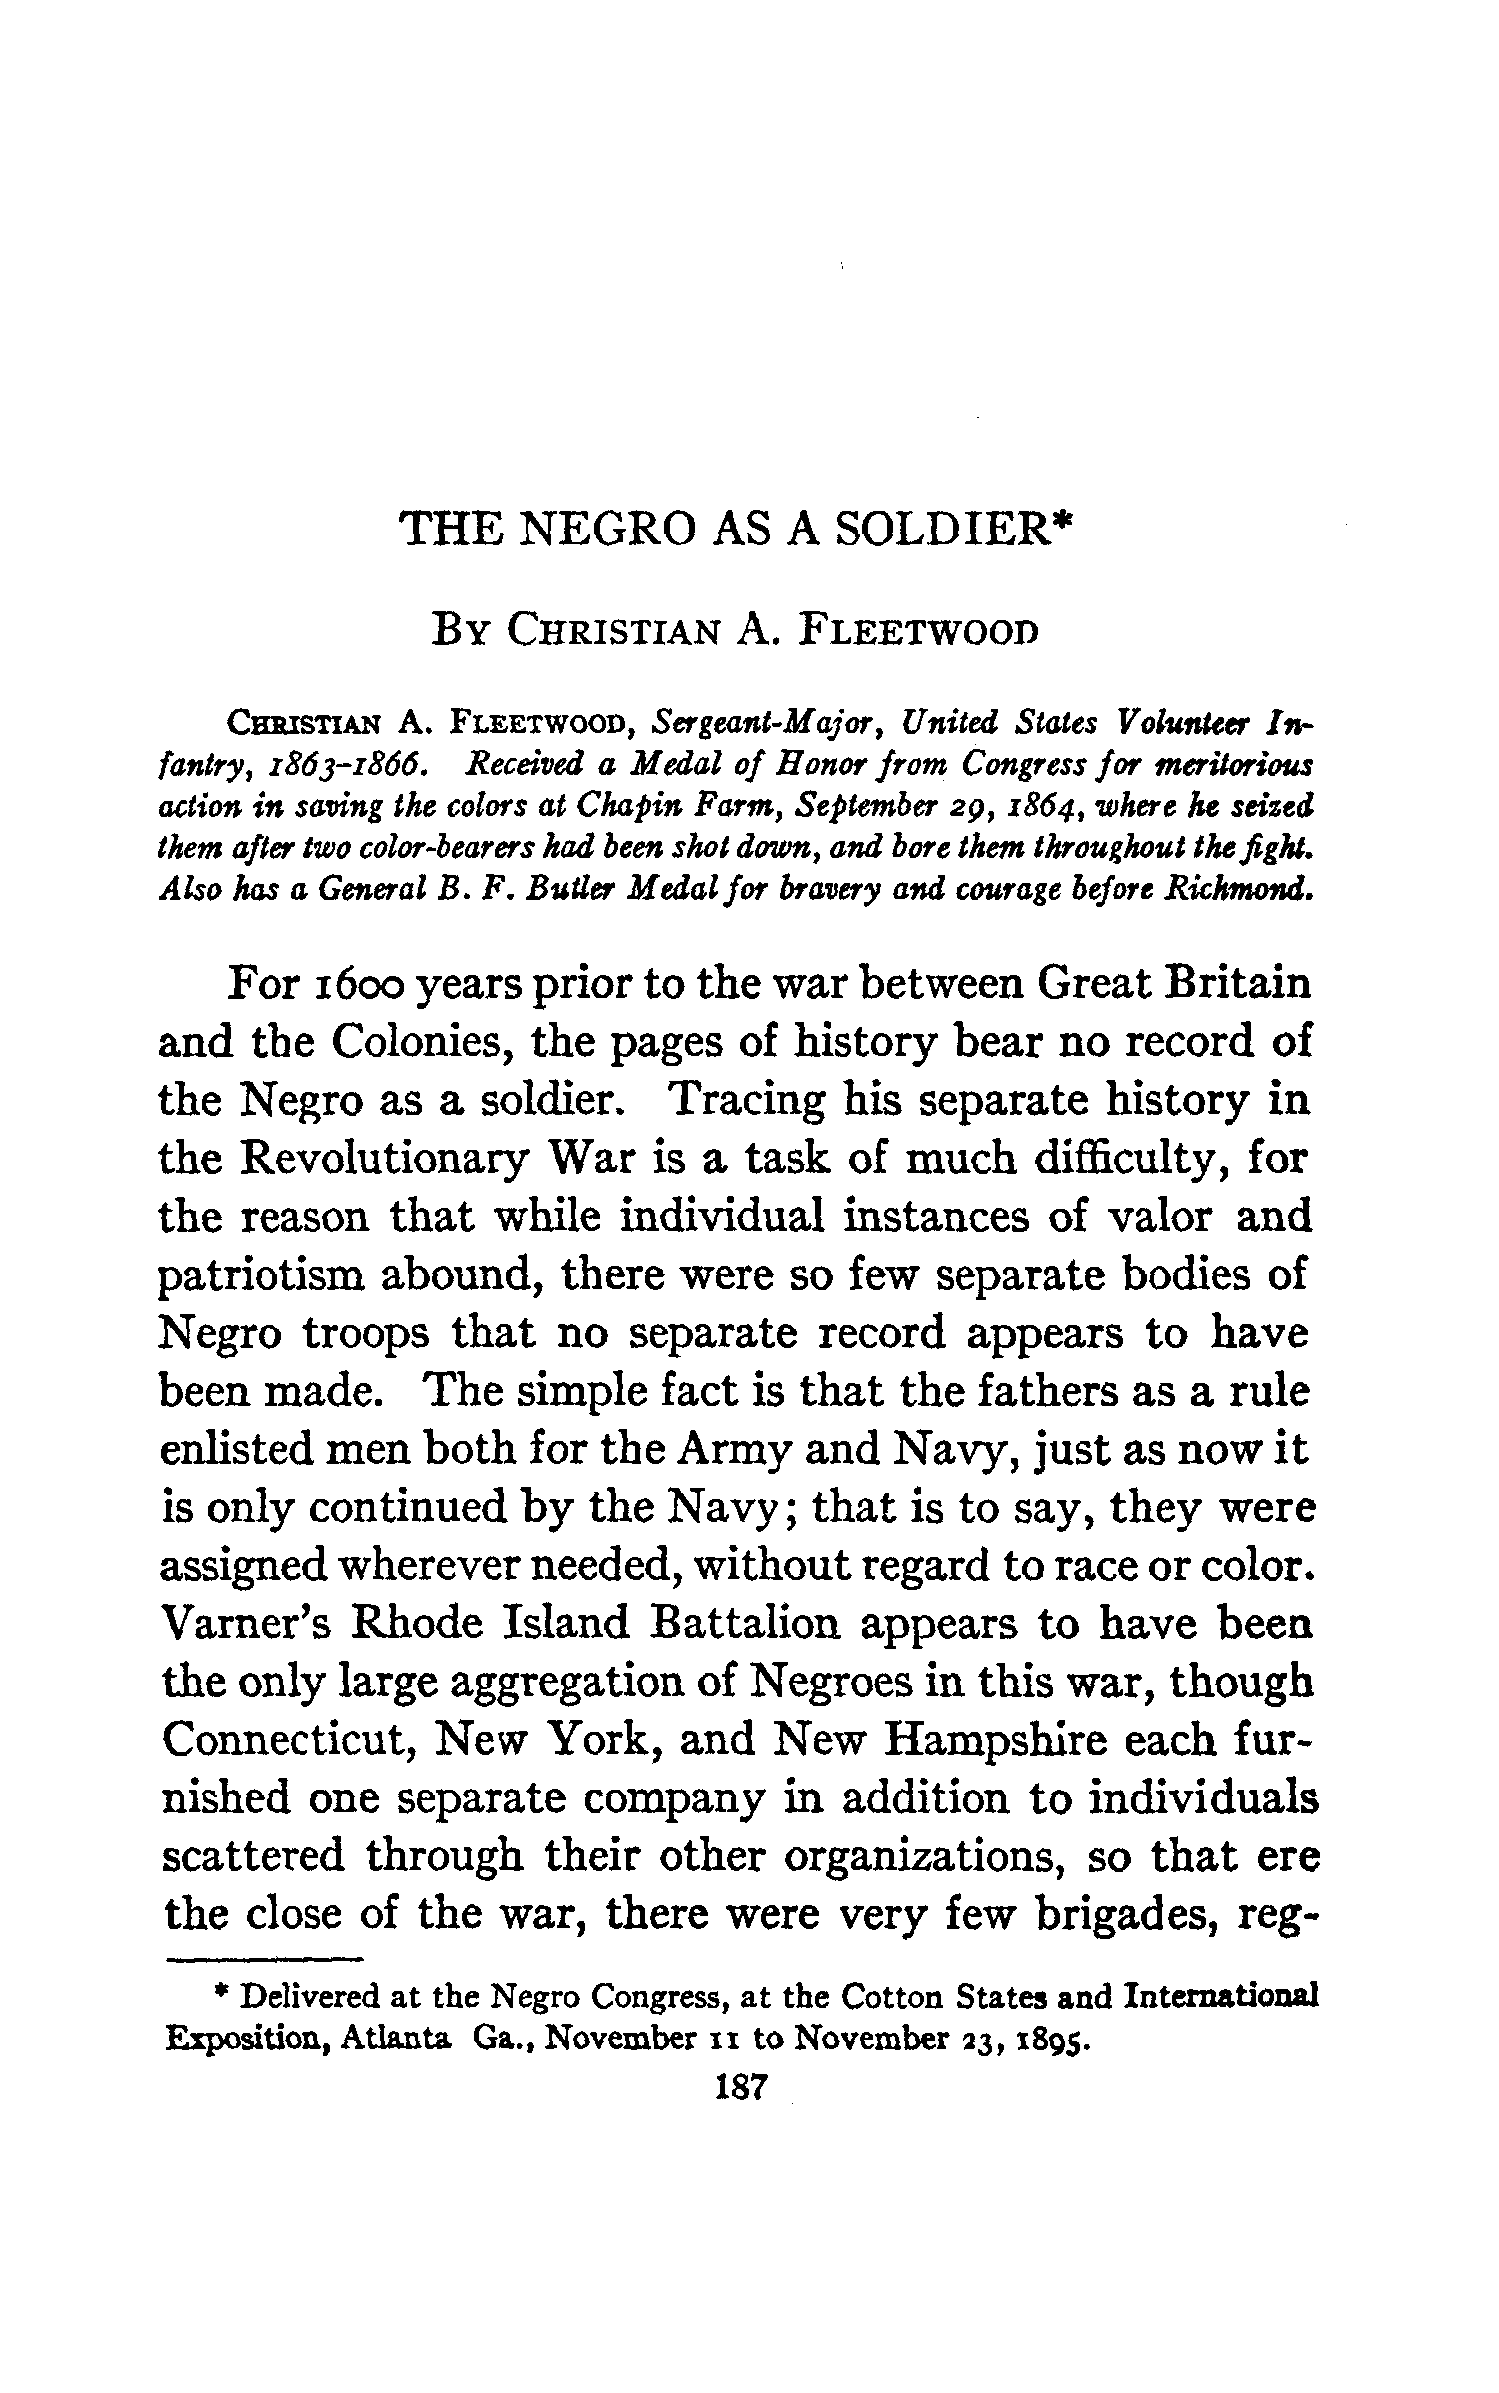 THE NEGRO AS A SOLDIER*
BY CHRISTIAN A. FLEETWOOD
CHRISTIAN A. FLEETWOOD, Sergeant-Major, United States Volunteer In-
fantry, 1863-1866. Received a Medal of Honor from Congress for meritorious
action in saving the colors at Chapin Farm, September 29, 1864, where he seized
them after two color-bearers had been shot down, and bore them throughout the fight.
Also has a General B. F. Butler Medal for bravery and courage before Richmond.
For 1600 years prior to the war between Great Britain
and the Colonies, the pages of history bear no record of
the Negro as a soldier. Tracing his separate history in
the Revolutionary War is a task of much difficulty, for
the reason that while individual instances of valor and
patriotism abound, there were so few separate bodies of
Negro troops that no separate record appears to have
been made. The simple fact is that the fathers as a rule
enlisted men both for the Army and Navy, just as now it
is only continued by the Navy; that is to say, they were
assigned wherever needed, without regard to race or color.
Varner's Rhode Island Battalion appears to have been
the only large aggregation of Negroes in this war, though
Connecticut, New York, and New Hampshire each fur-
nished one separate company in addition to individuals
scattered through their other organizations, so that ere
the close of the war, there were very few brigades, reg-
* Delivered at the Negro Congress, at the Cotton States and International
Exposition, Atlanta Ga., November 11 to November 23, 1895.
187